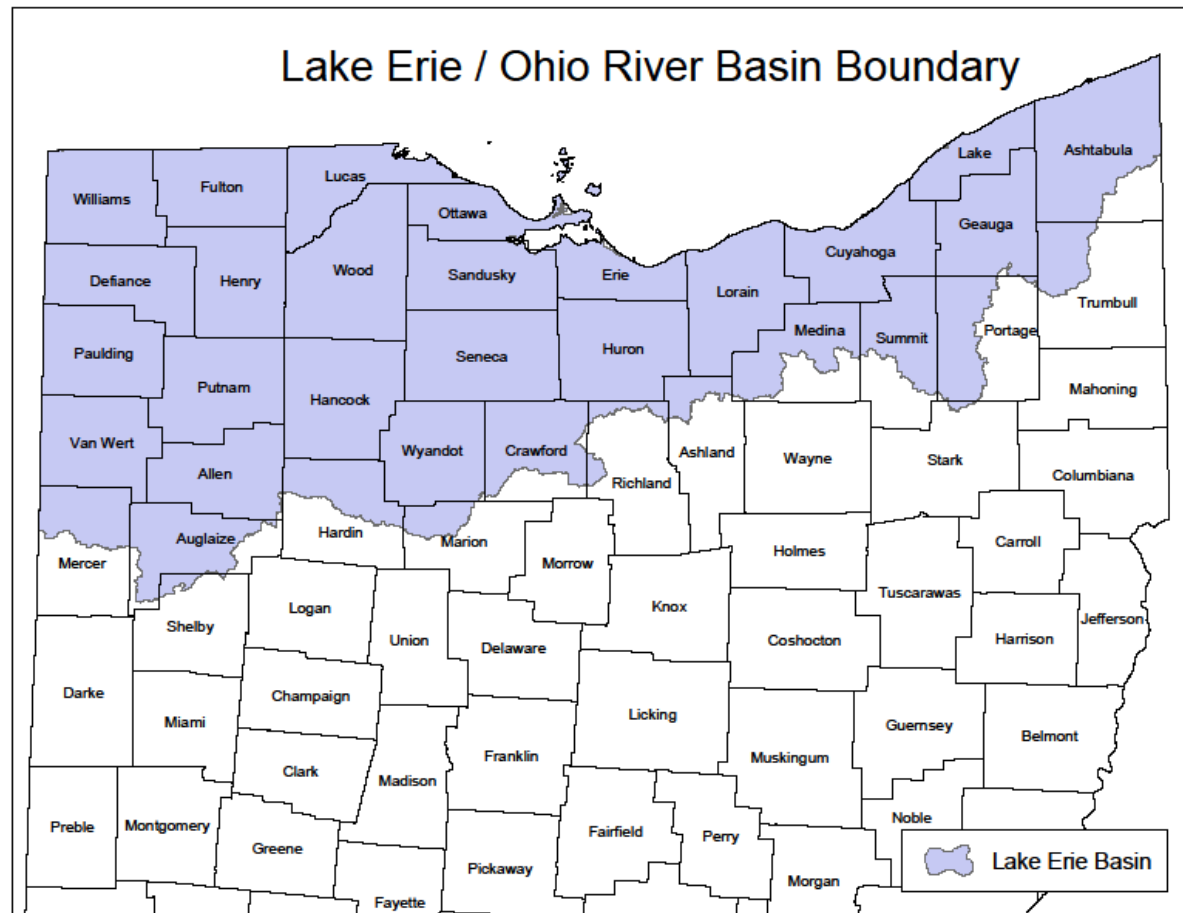 Lake Erie / Ohio River Basin Boundary
Lake
Ashtabula
Lucas
Fulton
Williams
Ottawa
Geauga
Cuyahoga
Wood
Sandusky
Erie
Defiance
Henry
Lorain
Trumbull
Medina
Portage
Summit
Paulding
Seneca
Huron
Putnam
Mahoning
Hancock
Van Wert
Wyandot
Crawford
Ashland
Wayne
Stark
Allen
Columbiana
Richland
Hardin
Auglaize
Marion
Carroll
Holmes
Mercer
Morrow
Tuscarawas
Logan
Knox
Jefferson
Shelby
Union
Delaware
Coshocton
Harrison
Darke
Champaign
Miami
Licking
Guernsey
Belmont
Franklin
Muskingum
Clark
Madison
Preble
Montgomery
Noble
Fairfield
Perry
Greene
Pickaway
Morgan
Fayette
Lake Erie Basin